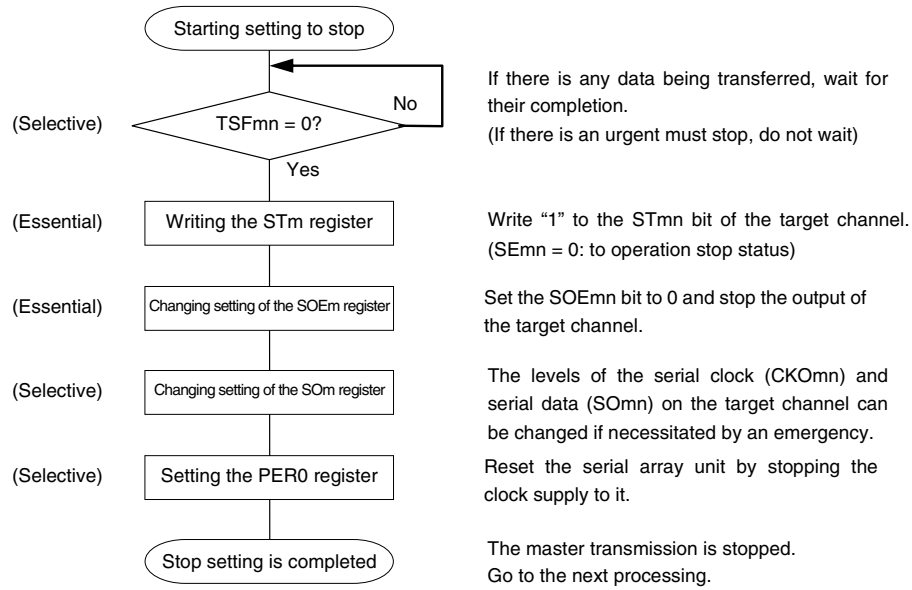 Starting setting to stop
No
If there is any data being transferred, wait for
their completion.
(If there is an urgent must stop, do not wait)
(Selective)
TSFmn = 0?
Yes
(Essential)
Writing the STm register
Write “1” to the STmn bit of the target channel.
(SEmn = 0: to operation stop status)
(Essential)
Changing setting of the SOEm register
Set the SOEmn bit to 0 and stop the output of
the target channel.
(Selective)
Changing setting of the SOm register
The levels of the serial clock (CKOmn) and
serial data (SOmn) on the target channel can
be changed if necessitated by an emergency.
(Selective)
Setting the PER0 register
Reset the serial array unit by stopping the
clock supply to it.
Stop setting is completed
The master transmission is stopped.
Go to the next processing.